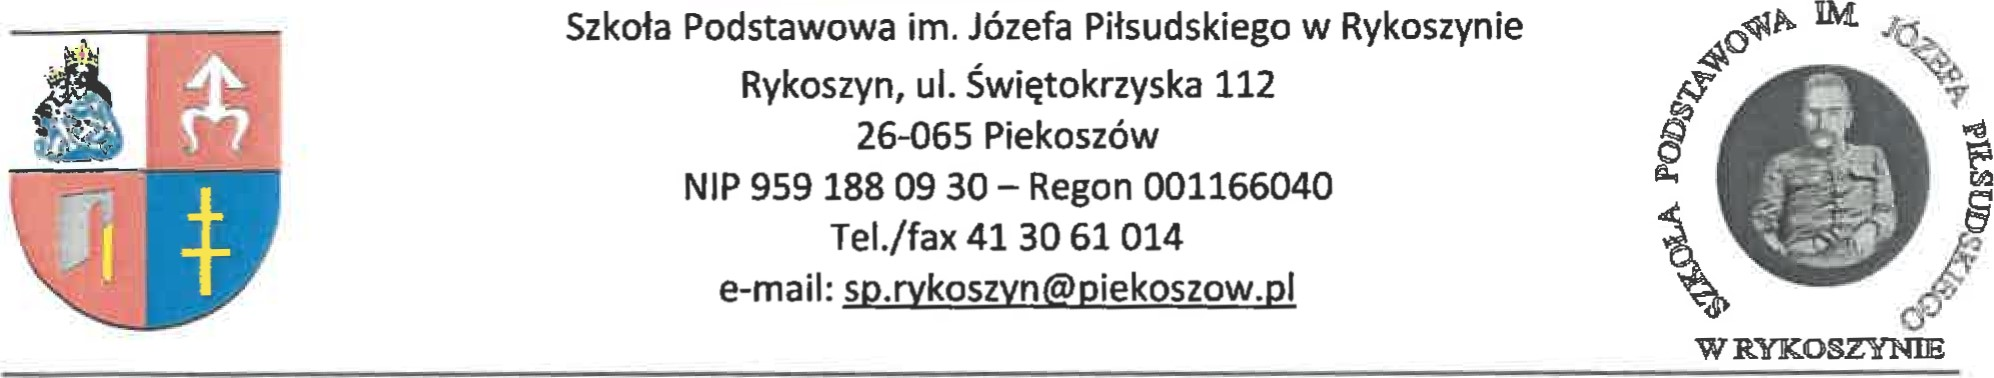 Szkoła Podstawowa im. Józefa Piłsudskiego w Rykoszynie
Rykoszyn, ul. Świętokrzyska 112
26-065 Piekoszów
NIP 959 188 09 30 – Regon 001166040
Tel./fax 41 30 61 014
e-mail: sp.rykoszyn@piekoszow.pl
SZKOŁA PODSTAWOWA IM. JÓZEFA PIŁSUDSKIEGO
W RYKOSZYNIE